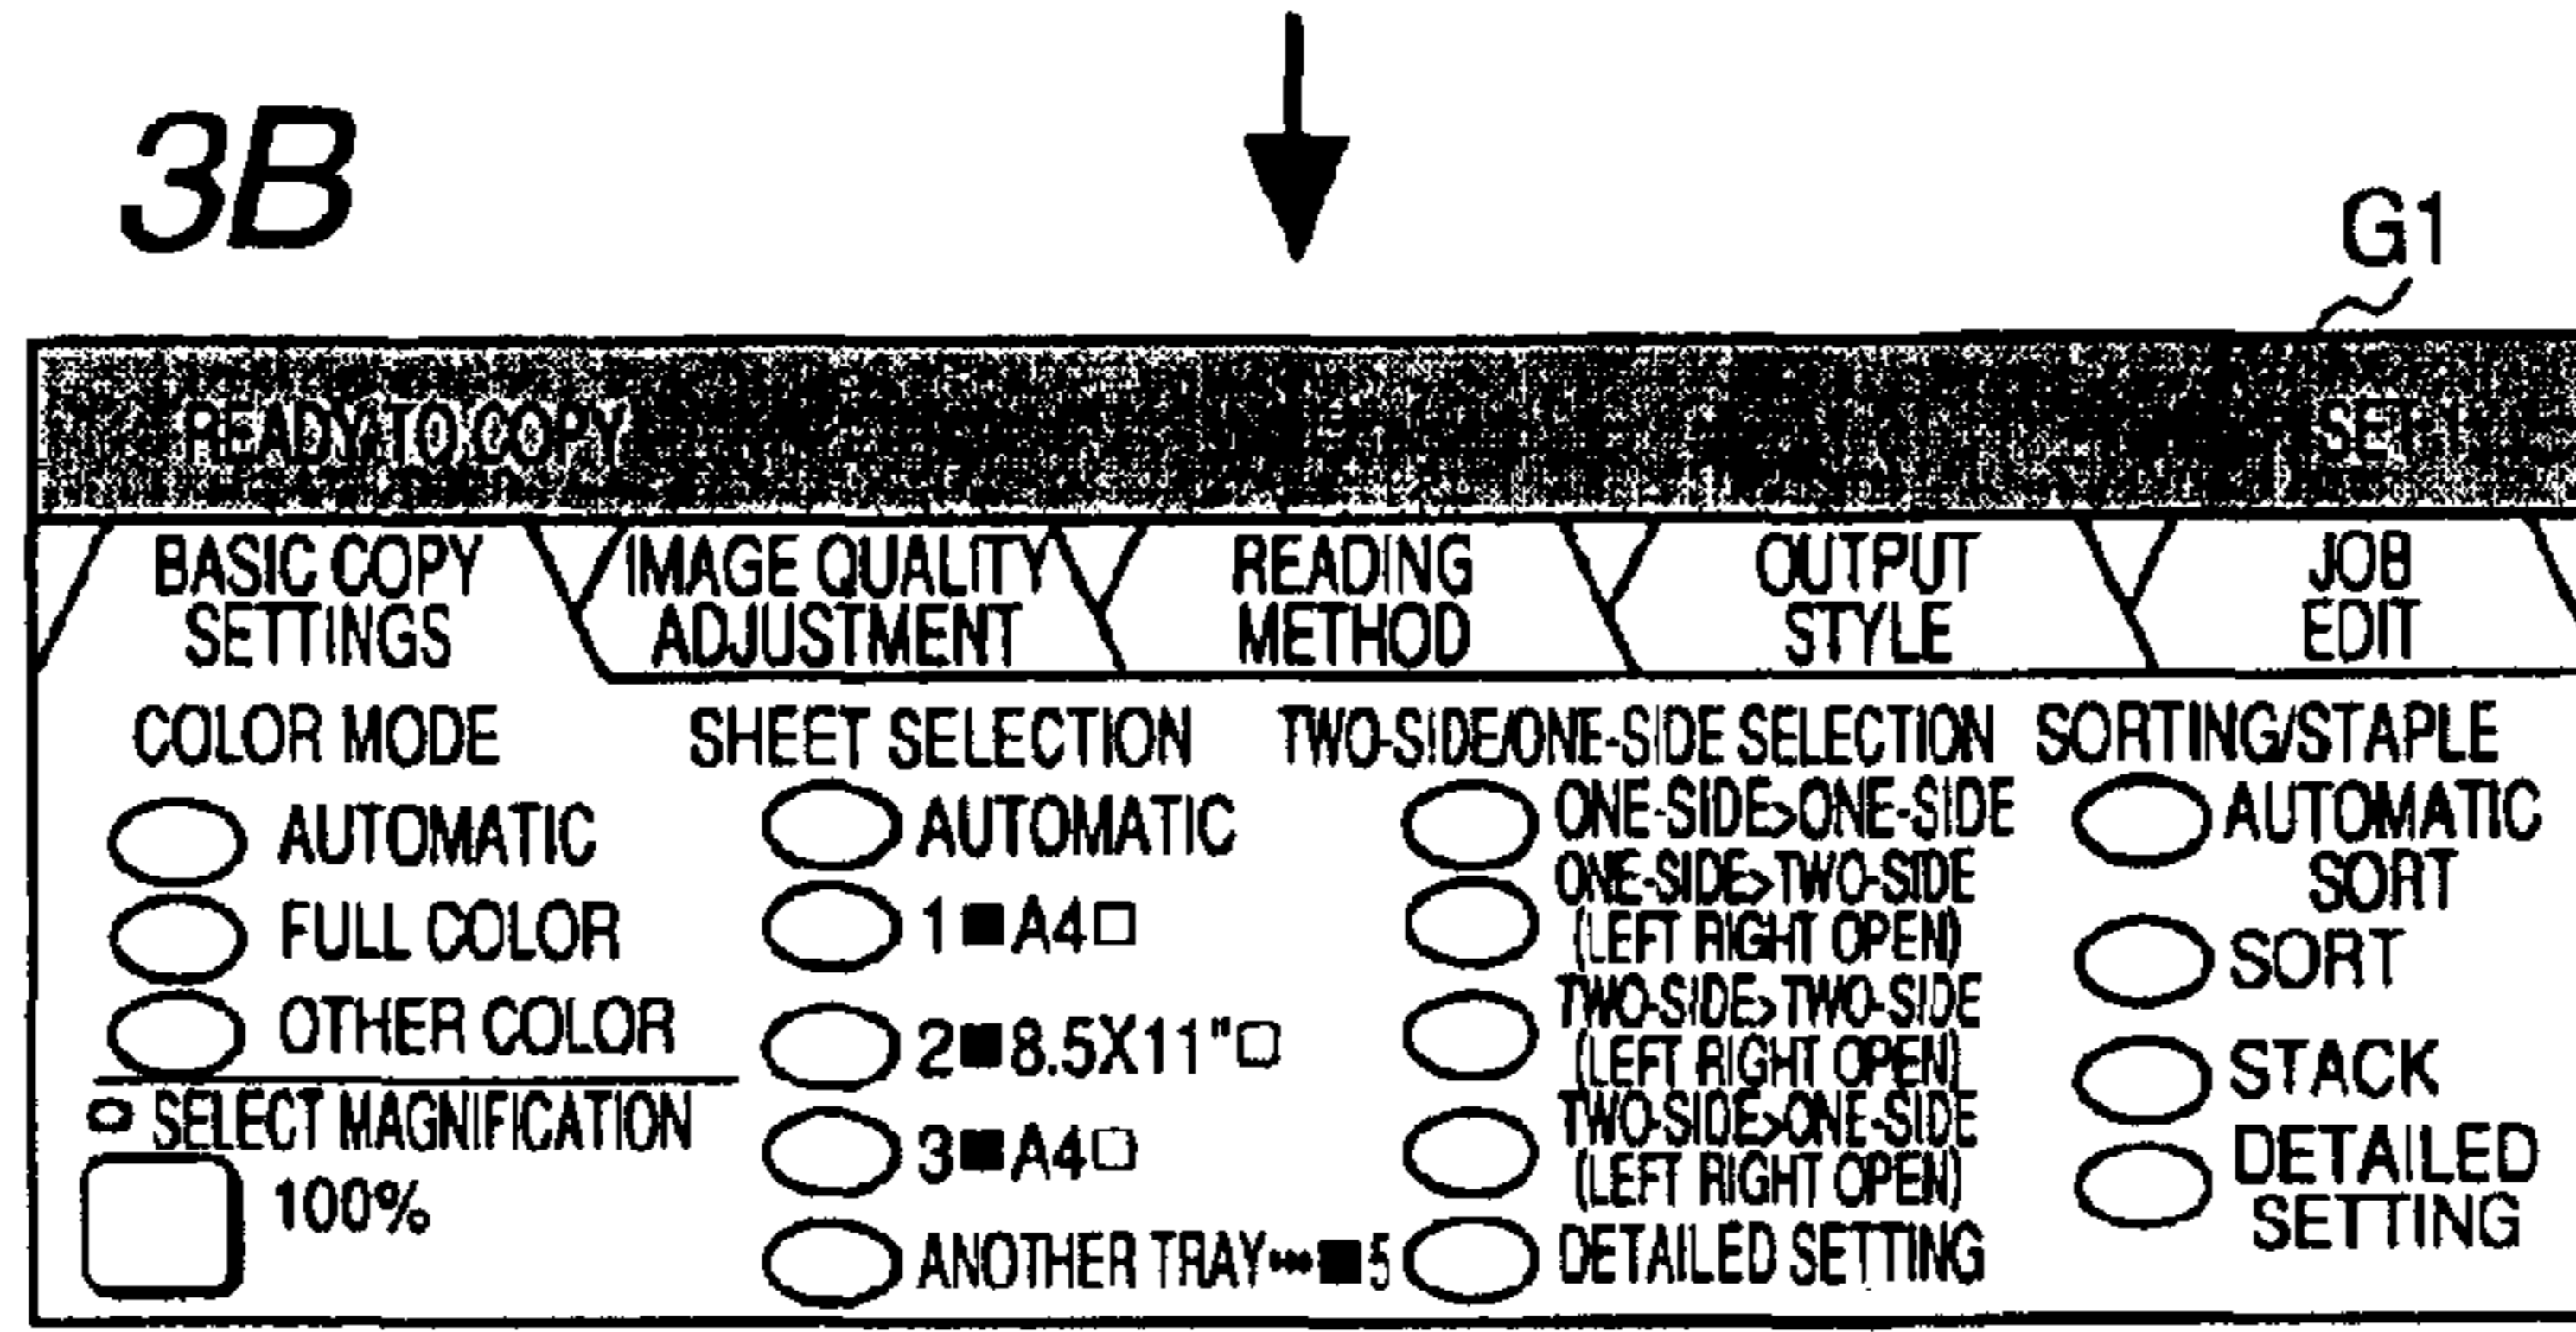 3B
G1
READY TO COPY
SET 1
BASIC COPY
SETTINGS
IMAGE QUALITY
ADJUSTMENT
READING
METHOD
OUTPUT
STYLE
JOB
EDIT
COLOR MODE
AUTOMATIC
FULL COLOR
OTHER COLOR
SELECT MAGNIFICATION
100%
SHEET SELECTION
AUTOMATIC
1■A4□
2■8.5X11"□
3■A4□
ANOTHER TRAY···■5
TWO-SIDE/ONE-SIDE SELECTION
ONE-SIDE>ONE-SIDE
ONE-SIDE>TWO-SIDE
(LEFT RIGHT OPEN)
TWO-SIDE>TWO-SIDE
(LEFT RIGHT OPEN)
TWO-SIDE>ONE-SIDE
(LEFT RIGHT OPEN)
DETAILED SETTING
SORTING/STAPLE
AUTOMATIC
SORT
SORT
STACK
DETAILED
SETTING